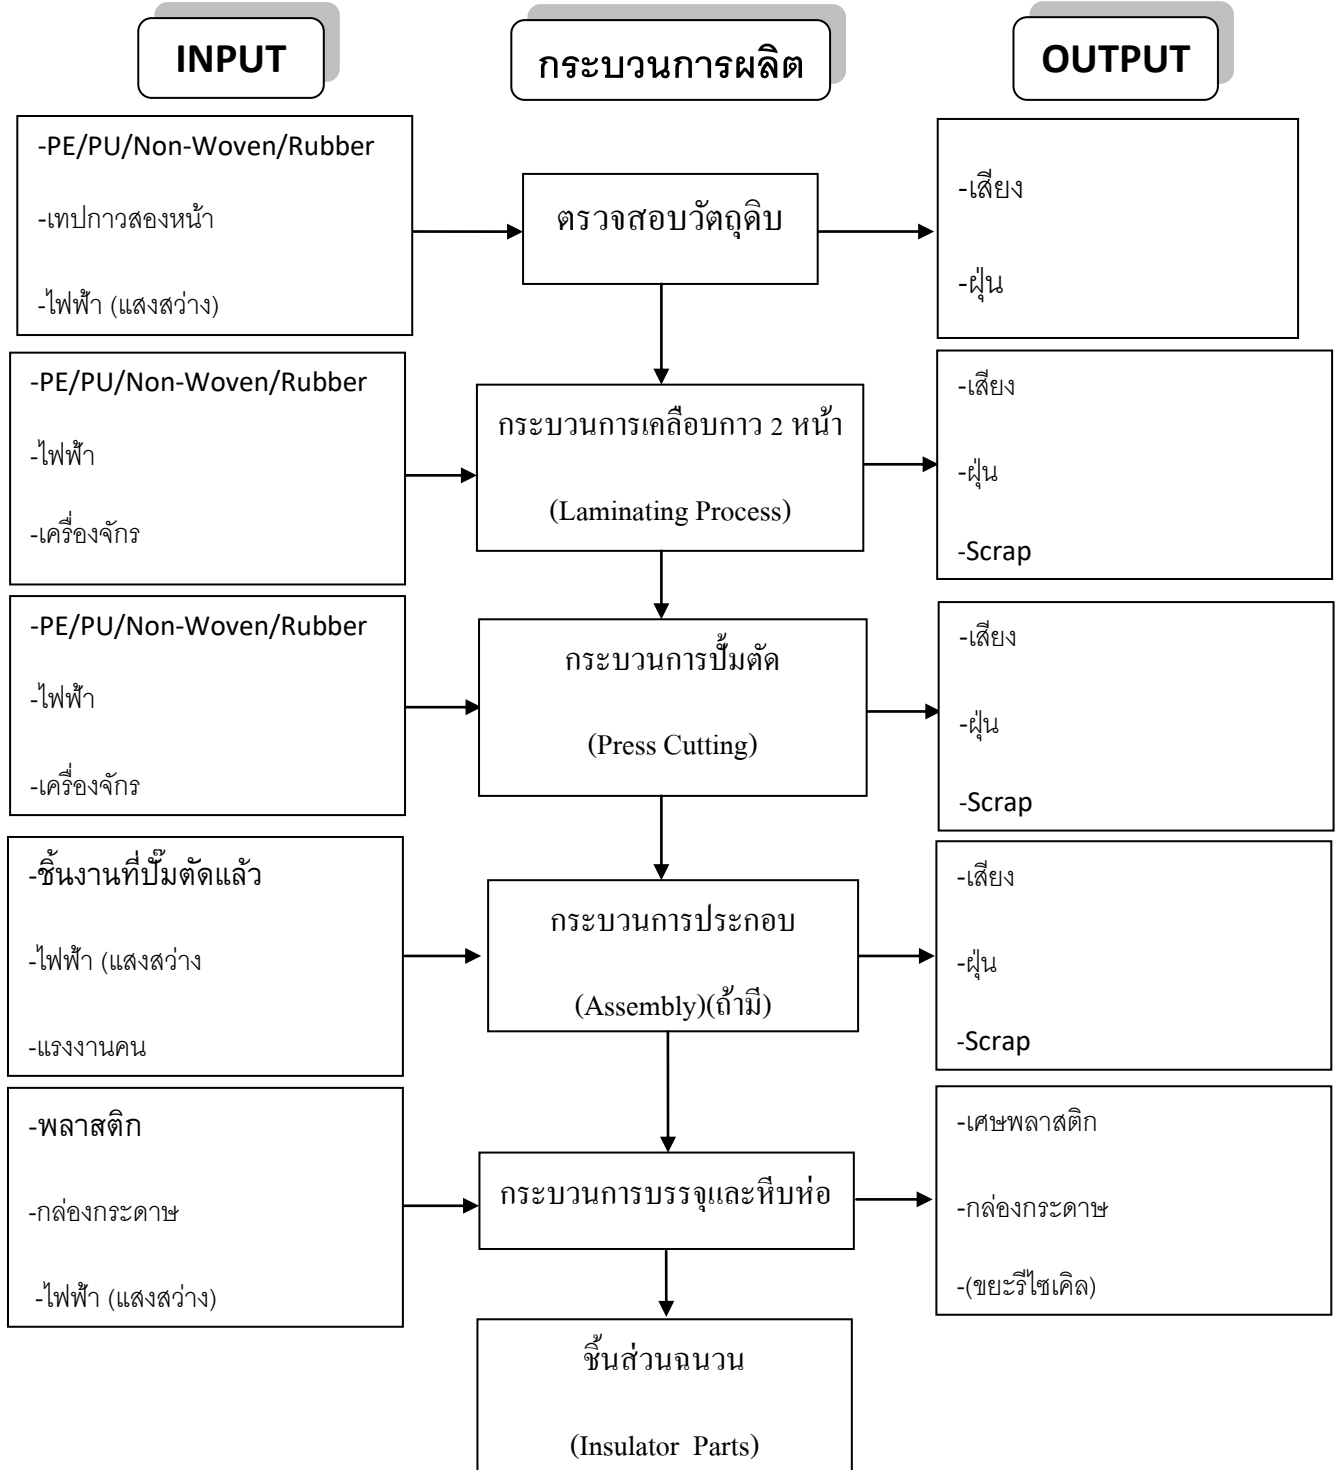 INPUT
กระบวนการผลิต
OUTPUT
-PE/PU/Non-Woven/Rubber
-เทปกาวสองหน้า
-ไฟฟ้า (แสงสว่าง)
ตรวจสอบวัตถุดิบ
-เสียง
-ฝุ่น
-PE/PU/Non-Woven/Rubber
-ไฟฟ้า
-เครื่องจักร
กระบวนการเคลือบกาว 2 หน้า
(Laminating Process)
-เสียง
-ฝุ่น
-Scrap
-PE/PU/Non-Woven/Rubber
-ไฟฟ้า
-เครื่องจักร
กระบวนการปั้มตัด
(Press Cutting)
-เสียง
-ฝุ่น
-Scrap
-ชิ้นงานที่ปั๊มตัดแล้ว
-ไฟฟ้า (แสงสว่าง
-แรงงานคน
กระบวนการประกอบ
(Assembly)(ถ้ามี)
-เสียง
-ฝุ่น
-Scrap
-พลาสติก
-กล่องกระดาษ
-ไฟฟ้า (แสงสว่าง)
กระบวนการบรรจุและหีบห่อ
-เศษพลาสติก
-กล่องกระดาษ
-(ขยะรีไซเคิล)
ชิ้นส่วนฉนวน
(Insulator Parts)